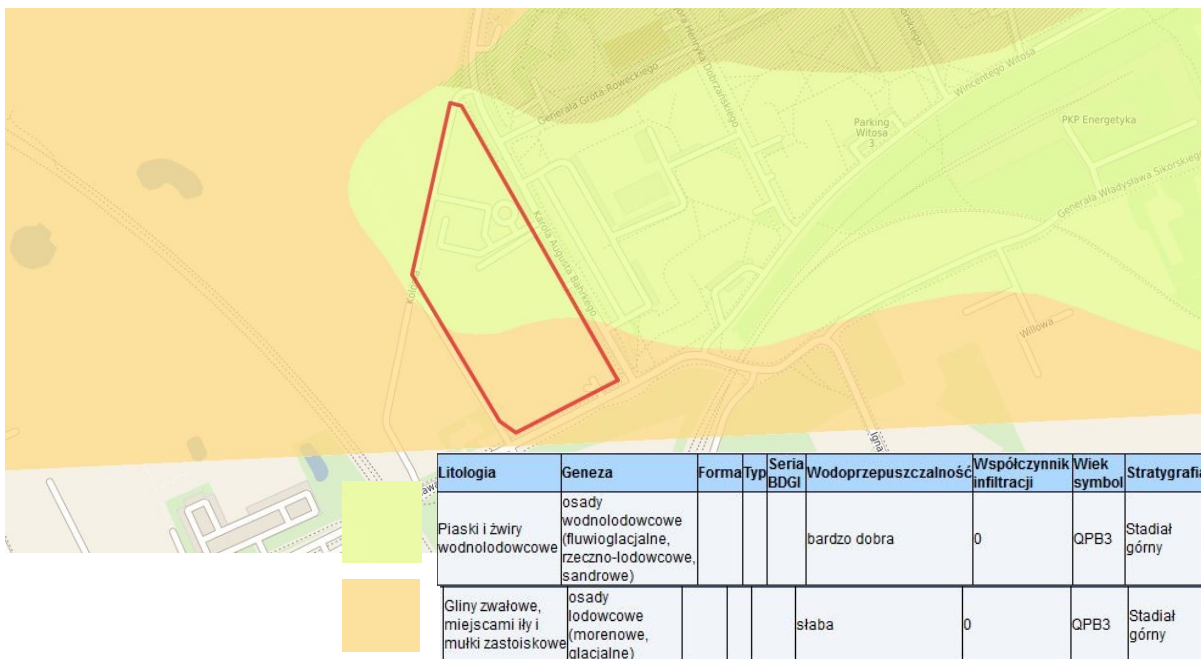 Generała Grota Roweckiego
Henryka Dobrzańskiego
Wincentego Witosa
Parking
Witosa
3
PKP Energetyka
Generała Władysława Sikorskiego
Karola Augusta Bahrkego
Willowa
Litologia Geneza Forma Typ Seria BDGI Wodoprzepuszczalność Współczynnik infiltracji Wiek symbol Stratygrafia
Piaski i żwiry
wodnolodowcowe
osady
wodnolodowcowe
(fluwioglacjalne,
rzeczno-lodowcowe,
sandrowe)
bardzo dobra
0
QPB3
Stadiał
górny
Gliny zwałowe,
miejscami iły i
mułki zastoiskowe
osady
lodowcowe
(morenowe,
glacjalne)
słaba
0
QPB3
Stadiał
górny